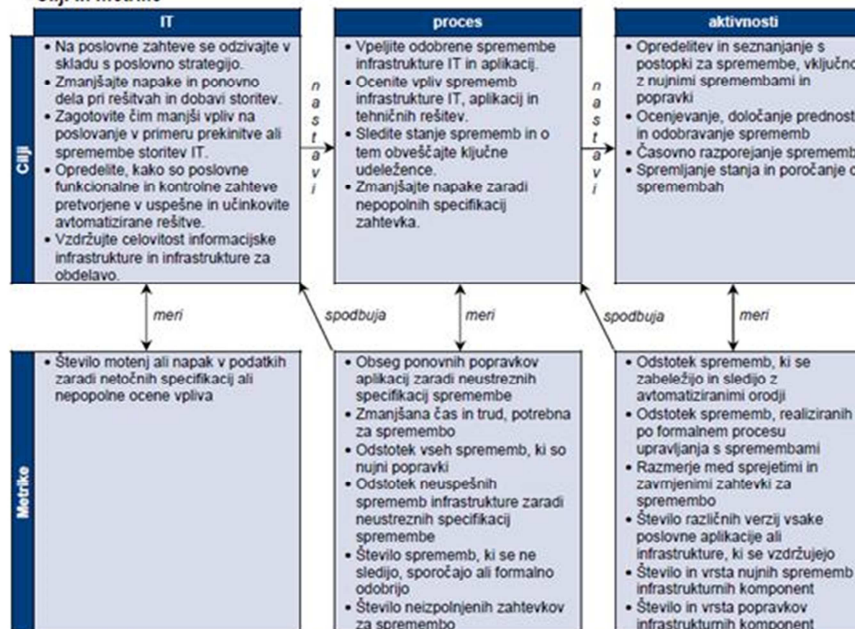 Cilji in metrike
IT
• Na poslovne zahteve se odzivajte v
skladu s poslovno strategijo.
• Zmanjšajte napake in ponovno
dela pri rešitvah in dobavi storitev.
• Zagotovite čim manjši vpliv na
poslovanje v primeru prekinitve ali
spremembe storitev IT.
• Opredelite, kako so poslovne
funkcionalne in kontrolne zahteve
pretvorjene v uspešne in učinkovite
avtomatizirane rešitve.
• Vzdržujte celovitost informacijske
infrastrukture in infrastrukture za
obdelavo.
nastavi
proces
• Vpeljite odobrene spremembe
infrastrukture IT in aplikacij.
• Ocenite vpliv sprememb
infrastrukture IT, aplikacij in
tehničnih rešitev.
• Sledite stanje sprememb in o
tem obveščajte ključne
udeležence.
• Zmanjšajte napake zaradi
nepopolnih specifikacij
zahtevka.
nastavi
aktivnosti
• Opredelitev in seznanjanje s
postopki za spremembe, vključno
z nujnimi spremembami in
popravki
• Ocenjevanje, določanje prednosti
in odobravanje sprememb
• Časovno razporejanje sprememb
• Spremljanje stanja in poročanje o
spremembah
Cilji
meri
spodbuja
meri
spodbuja
meri
Metrike
• Število motenj ali napak v podatkih
zaradi netočnih specifikacij ali
nepopolne ocene vpliva
• Obseg ponovnih popravkov
aplikacij zaradi neustreznih
specifikacij spremembe
• Zmanjšana čas in trud, potrebna
za spremembo
• Odstotek vseh sprememb, ki so
nujni popravki
• Odstotek neuspešnih
sprememb infrastrukture zaradi
neustreznih specifikacij
spremembe
• Število sprememb, ki se ne
sledijo, sporočajo ali formalno
odobrijo
• Število neizpolnjenih zahtevkov
za spremembo
• Odstotek sprememb, ki se
zabeležijo in sledijo z
avtomatiziranimi orodji
• Odstotek sprememb, realiziranih
po formalnem procesu
upravljanja s spremembami
• Razmerje med sprejetimi in
zavrnjenimi zahtevki za
spremembo
• Število različnih verzij vsake
poslovne aplikacije ali
infrastrukture, ki se vzdržujejo
• Število in vrsta nujnih sprememb
infrastrukturnih komponent
• Število in vrsta popravkov
infrastrukturnih komponent